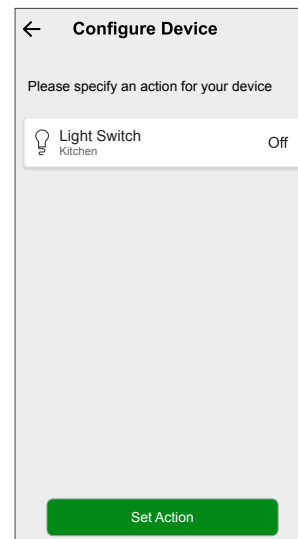 Configure Device
Please specify an action for your device
Light Switch
Off
Kitchen
Set Action